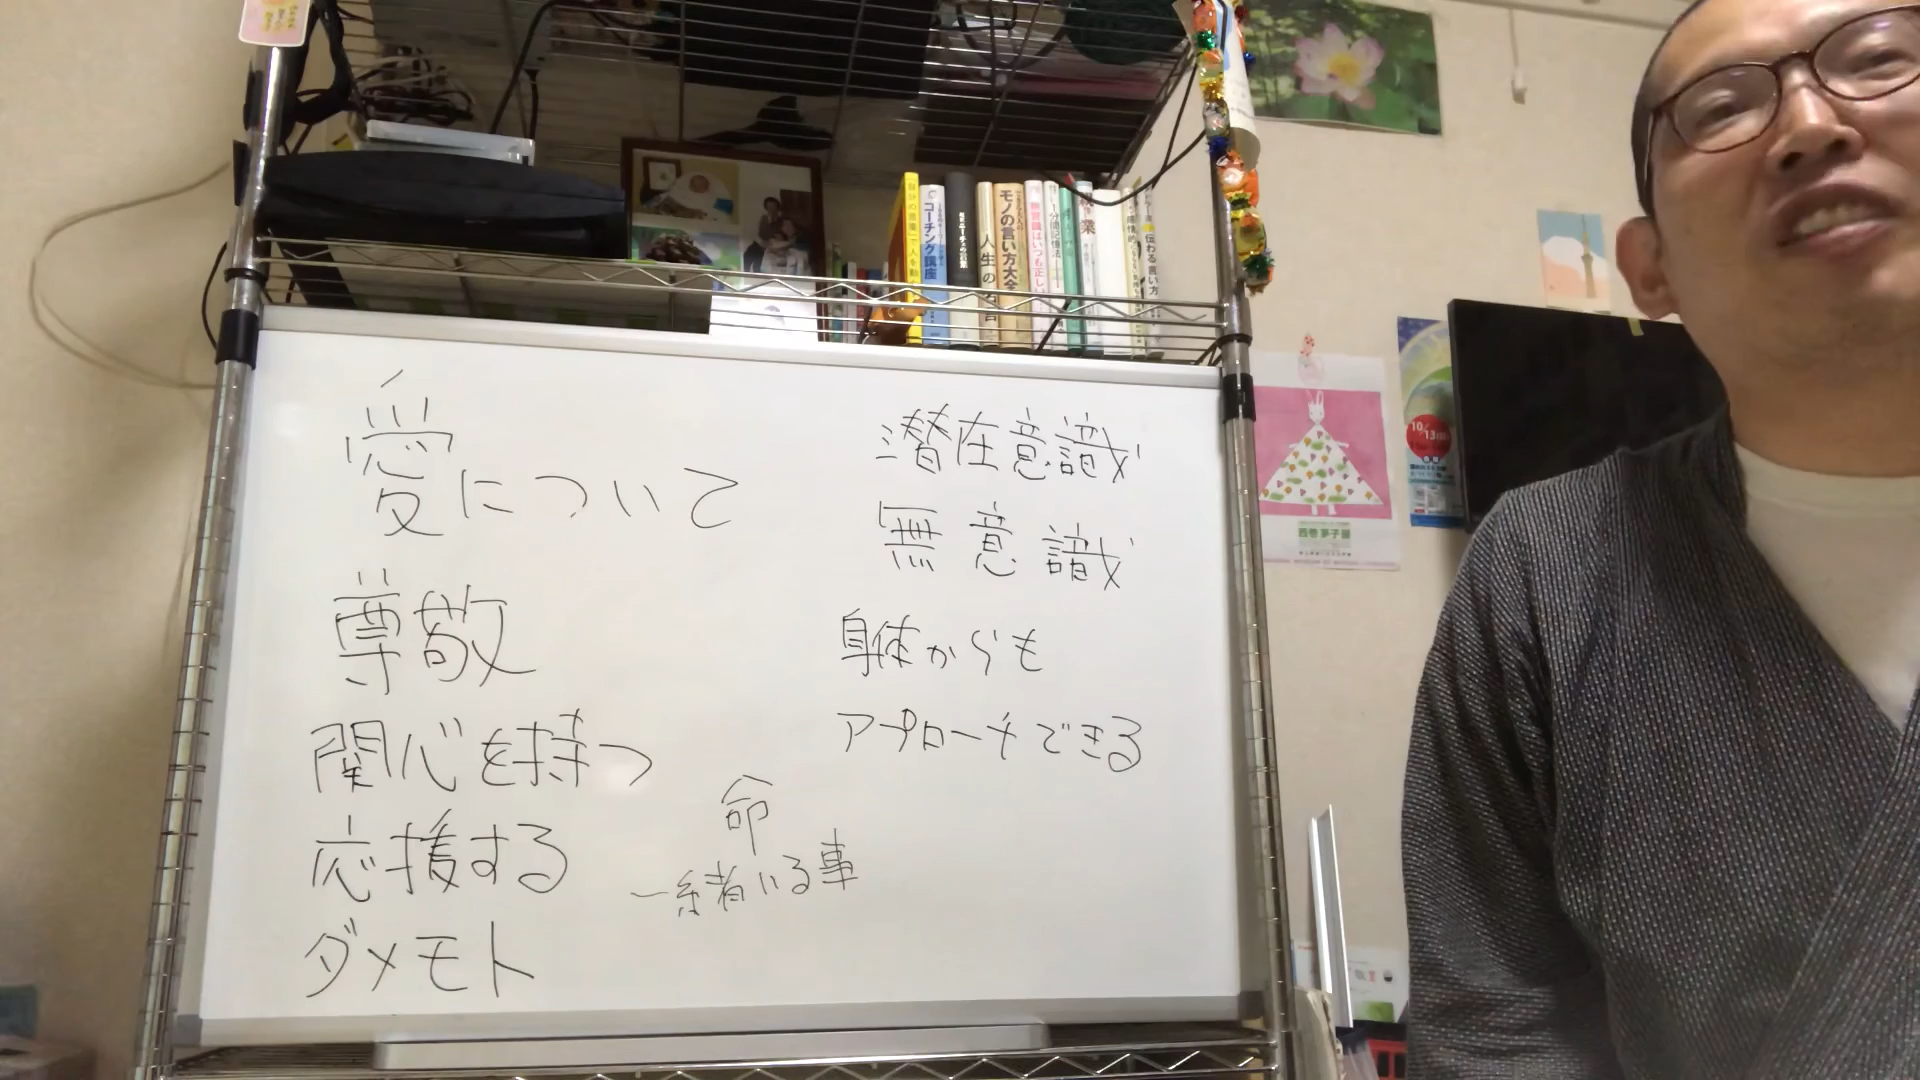 愛について
尊敬
関心を持つ
応援する
ダメモト
命
一緒いる事
潜在意識
無意識
身体からも
アプローチできる
コーチング講座
人生の
モノの言い方大全
伝わる言い方
10/13